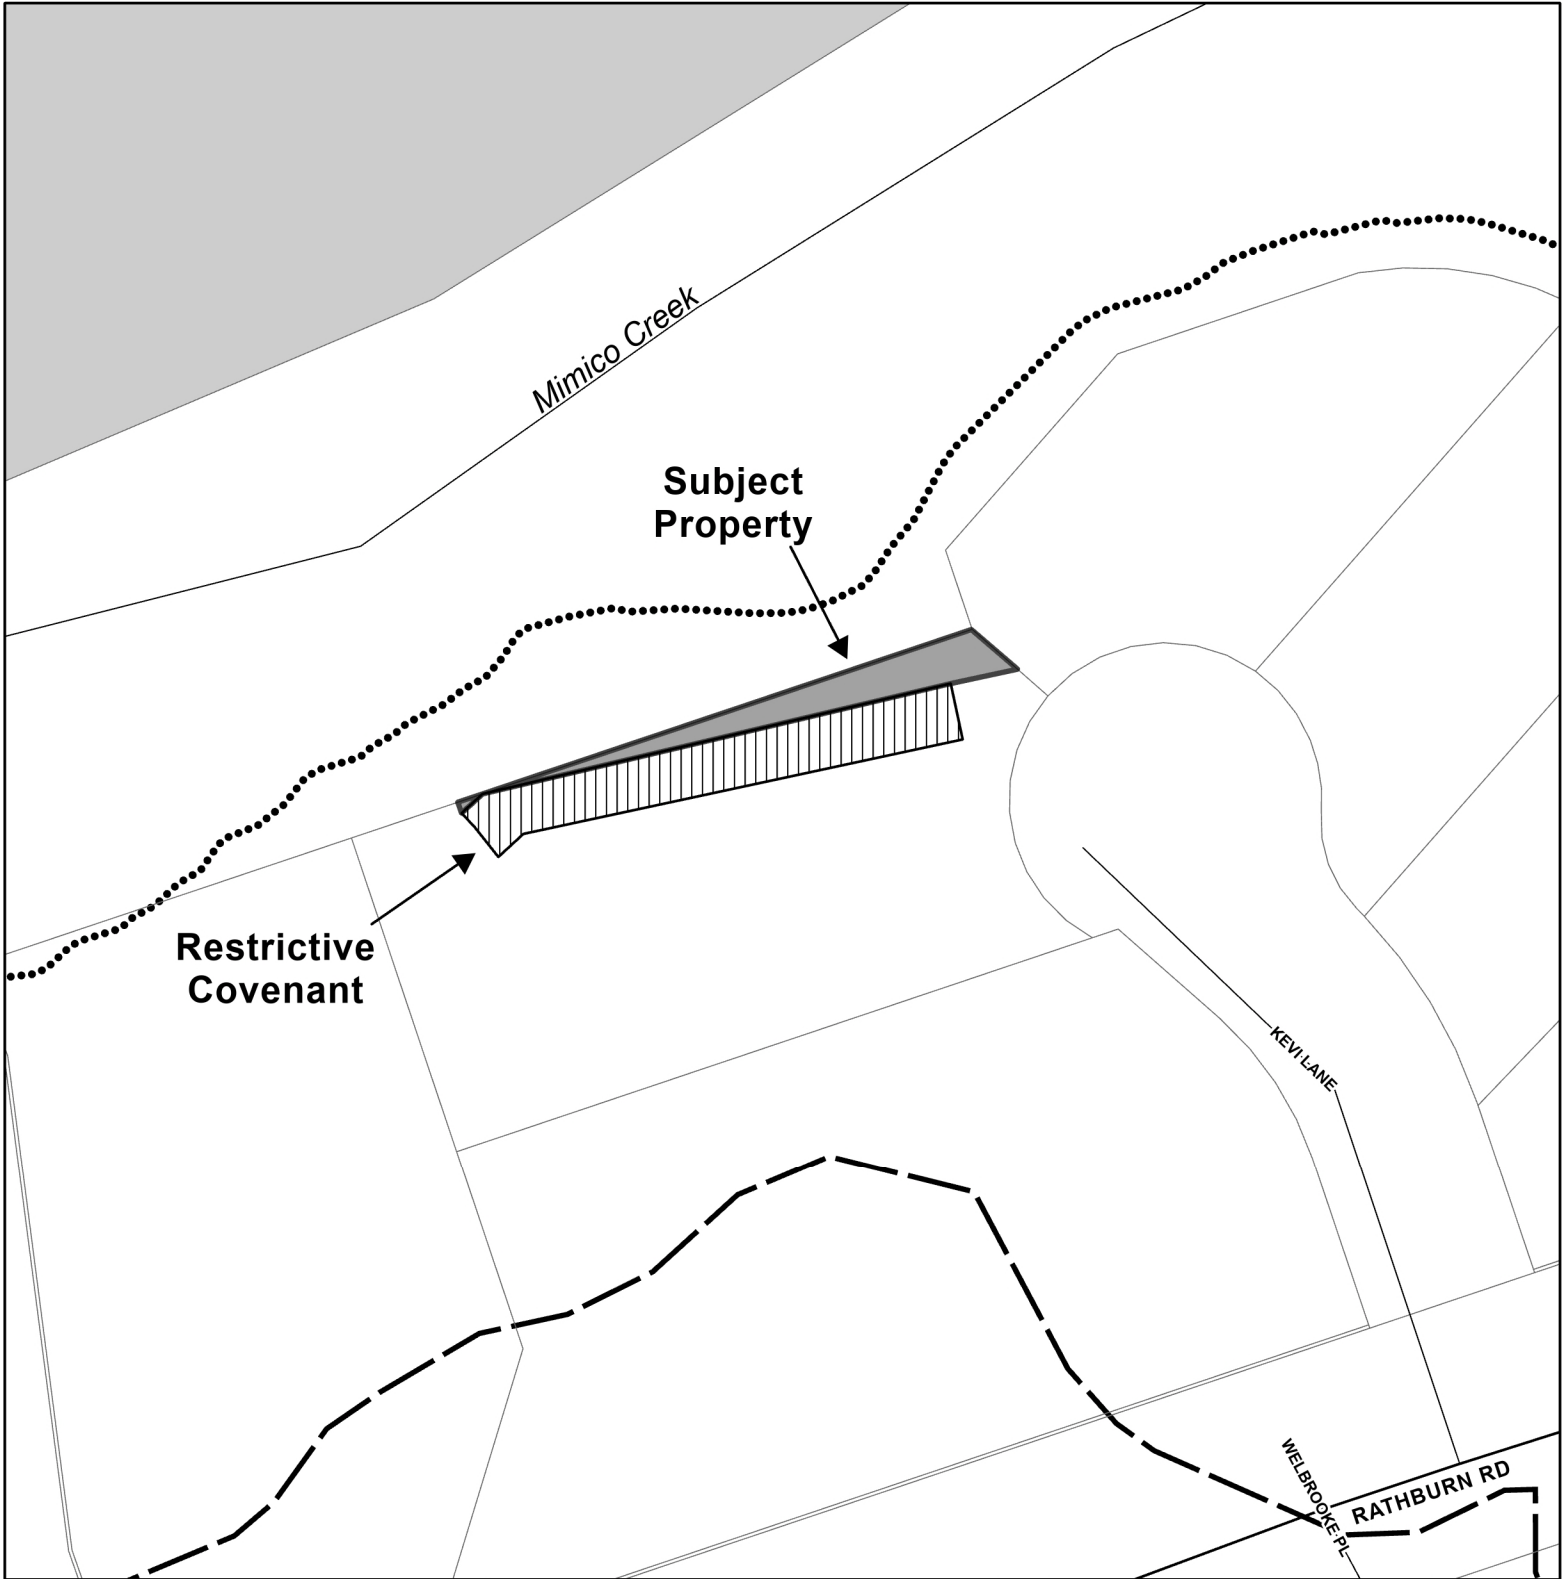 Mimico Creek
Subject
Property
Restrictive
Covenant
KEVI LANE
WELBROOKE PL
RATHBURN RD